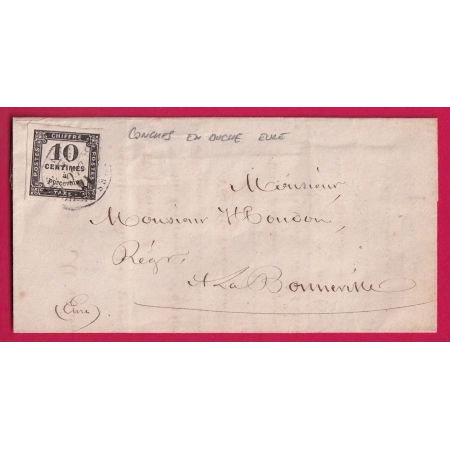 CHIFFRE
POSTES
10
CENTIMES
à
Percevoir
TAXE
CONCHES EN OUCHE EURE
Monsieur
Monsieur Houdon,
Régr,
A La Bonneville
(Eure)